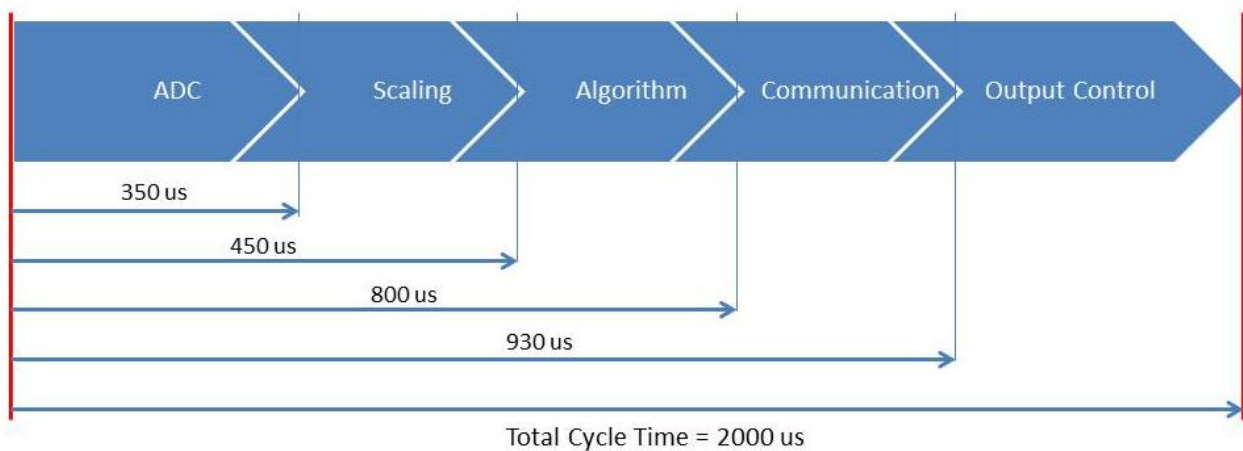 ADC Scaling Algorithm Communication Output Control
350 us
450 us
800 us
930 us
Total Cycle Time = 2000 us